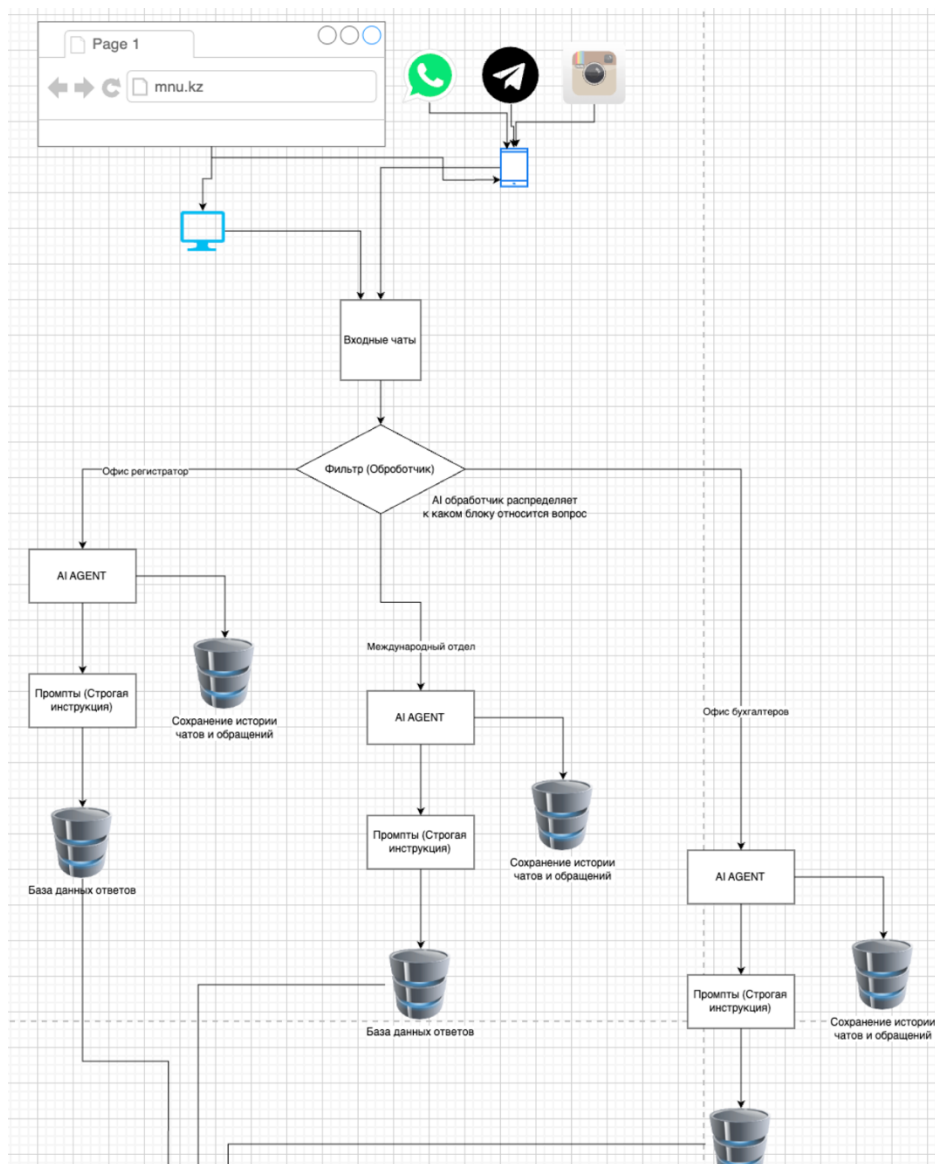 Page 1
mnu.kz
Входные чаты
Фильтр (Оброботчик)
Офис регистратор
AI обработчик распределяет
к каком блоку относится вопрос
AI AGENT
Международный отдел
Промпты (Строгая
инструкция)
Сохранение истории
чатов и обращений
AI AGENT
Офис бухгалтеров
Промпты (Строгая
инструкция)
Сохранение истории
чатов и обращений
AI AGENT
База данных ответов
Промпты (Строгая
инструкция)
Сохранение истории
чатов и обращений
База данных ответов